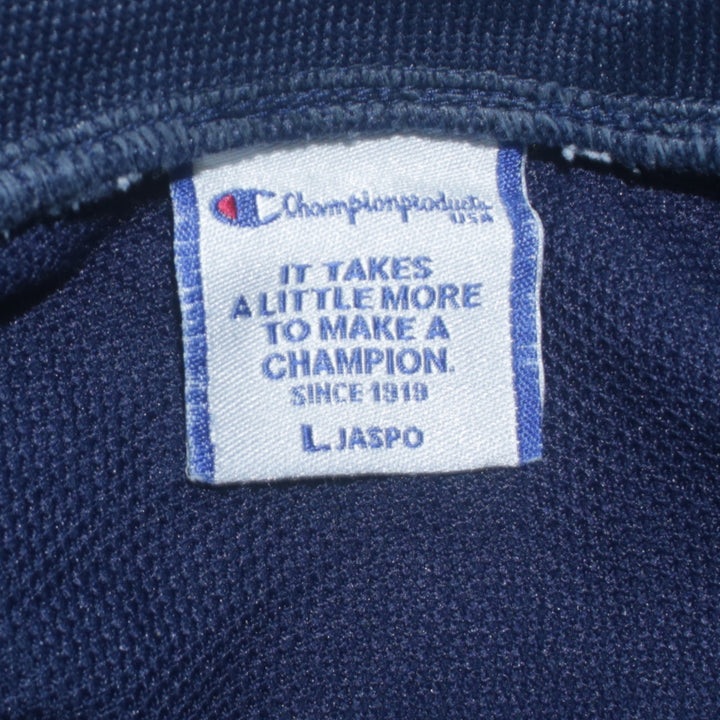 Championproducts
USA
IT TAKES
A LITTLE MORE
TO MAKE A
CHAMPION.
SINCE 1919
L JASPO